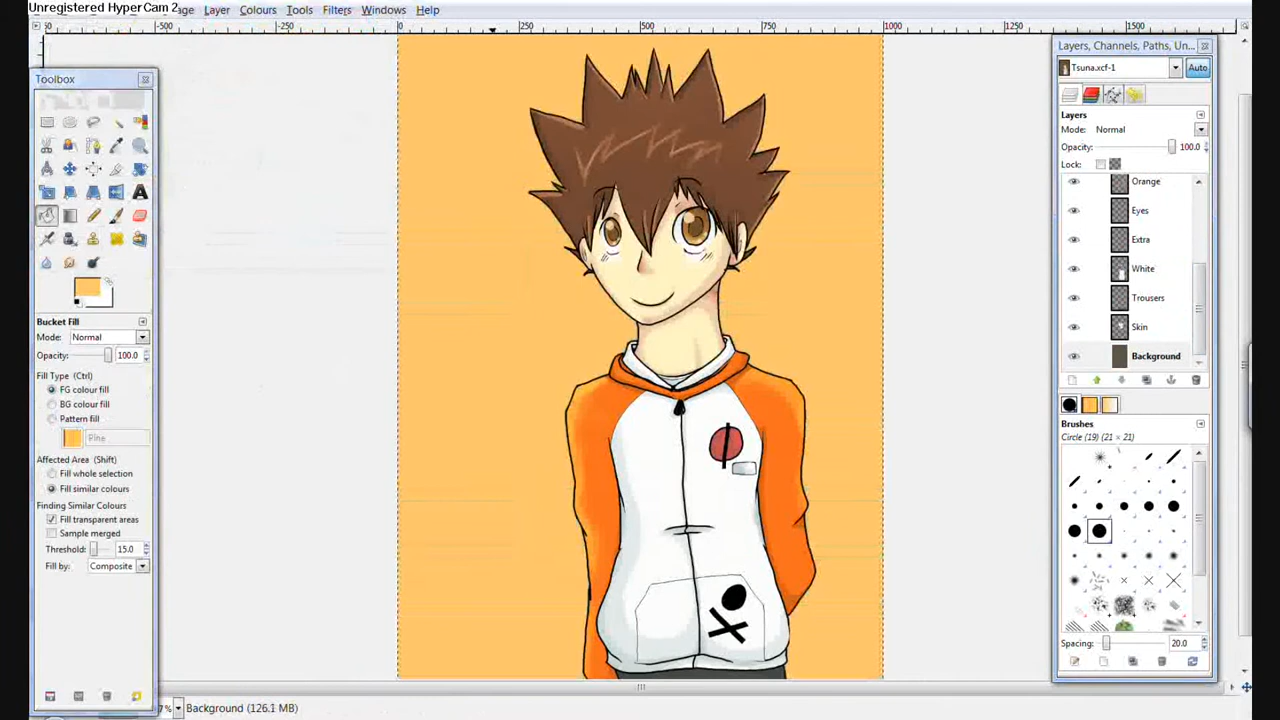 Unregistered HyperCam 2
age Layer Colours Tools Filters Windows Help
50 -500 -250 0 250 500 750 1000 1250 1500
Toolbox
Bucket Fill
Mode: Normal
Opacity: 100.0
Fill Type (Ctrl)
FG colour fill
BG colour fill
Pattern fill
Pine
Affected Area (Shift)
Fill whole selection
Fill similar colours
Finding Similar Colours
Fill transparent areas
Sample merged
Threshold: 15.0
Fill by: Composite
Layers, Channels, Paths, Un...
Tsuna.xcf-1 Auto
Layers
Mode: Normal
Opacity: 100.0
Lock:
Orange
Eyes
Extra
White
Trousers
Skin
Background
Brushes
Circle (19) (21 × 21)
Spacing: 20.0
7% Background (126.1 MB)